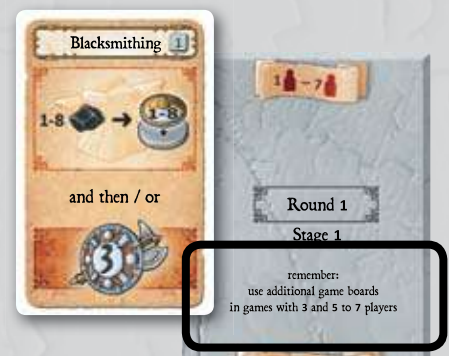 Blacksmithing 1
1-8 1-8
and then / or
3
1 - 7
Round 1
Stage 1
remember:
use additional game boards
in games with 3 and 5 to 7 players